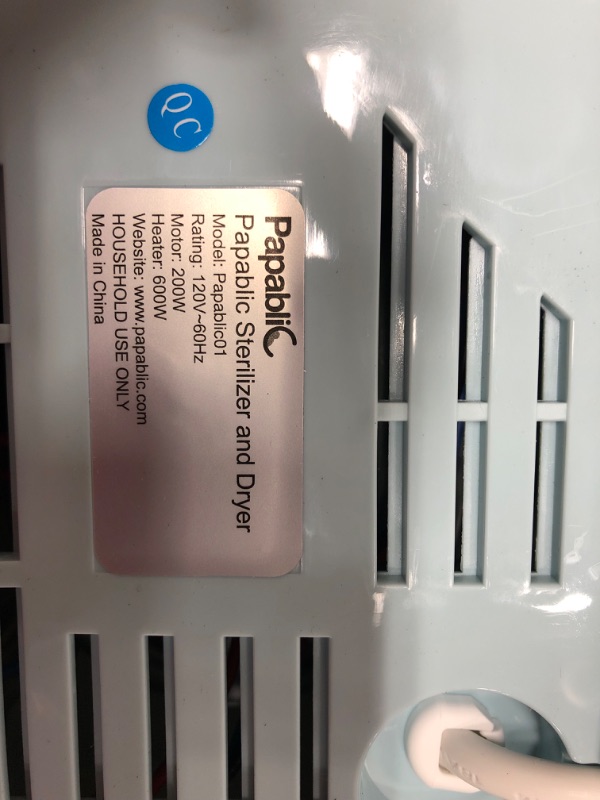 QC
PapabliC
Papablic Sterilizer and Dryer
Model: Papablic01
Rating: 120V~60Hz
Motor: 200W
Heater: 600W
Website: www.papablic.com
HOUSEHOLD USE ONLY
Made in China